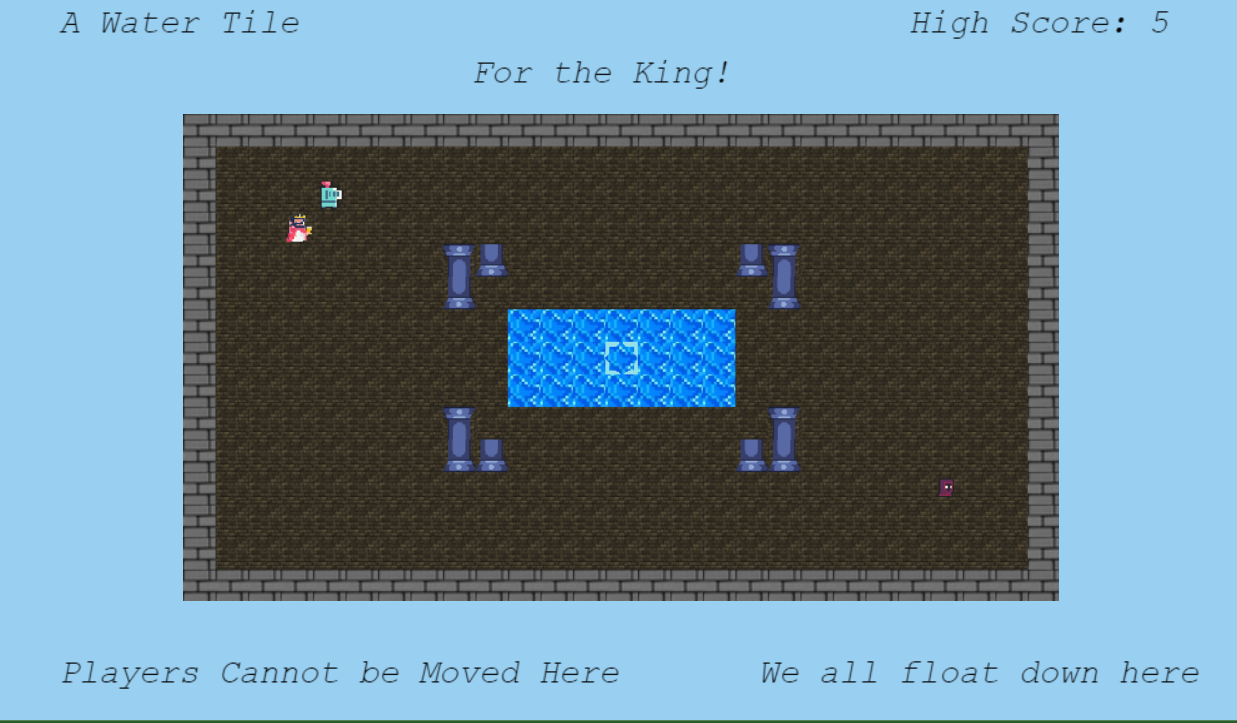 A Water Tile
High Score: 5
For the King!
Players Cannot be Moved Here
We all float down here